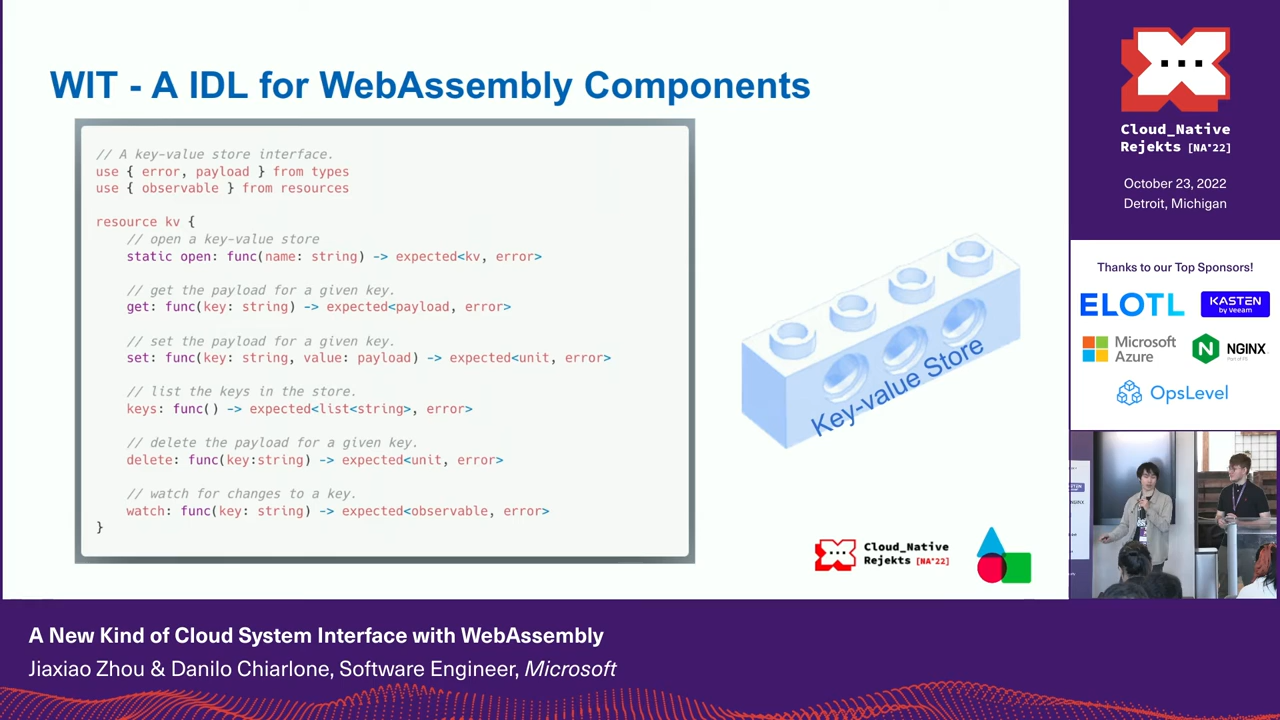 WIT - A IDL for WebAssembly Components
// A key-value store interface.
use { error, payload } from types
use { observable } from resources
resource kv {
// open a key-value store
static open: func(name: string) -> expected<kv, error>
// get the payload for a given key.
get: func(key: string) -> expected<payload, error>
// set the payload for a given key.
set: func(key: string, value: payload) -> expected<unit, error>
// list the keys in the store.
keys: func() -> expected<list<string>, error>
// delete the payload for a given key.
delete: func(key:string) -> expected<unit, error>
// watch for changes to a key.
watch: func(key: string) -> expected<observable, error>
}
Key-value Store
Cloud_Native
Rejekts [NA'22]
Cloud_Native
Rejekts [NA'22]
October 23, 2022
Detroit, Michigan
Thanks to our Top Sponsors!
ELOTL
KASTEN
by Veeam
Microsoft
Azure
N
NGINX
OpsLevel
A New Kind of Cloud System Interface with WebAssembly
Jiaxiao Zhou & Danilo Chiarlone, Software Engineer, Microsoft